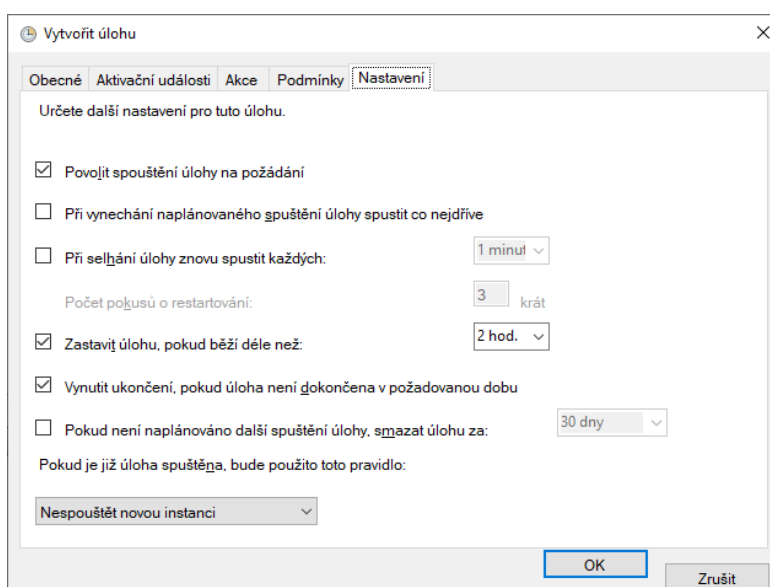 Vytvořit úlohu
Obecné Aktivační události Akce Podmínky Nastavení
Určete další nastavení pro tuto úlohu.
Povolit spouštění úlohy na požádání
Při vynechání naplánovaného spuštění úlohy spustit co nejdříve
Při selhání úlohy znovu spustit každých: 1 minut
Počet pokusů o restartování: 3 krát
Zastavit úlohu, pokud běží déle než: 2 hod.
Vynutit ukončení, pokud úloha není dokončena v požadovanou dobu
Pokud není naplánováno další spuštění úlohy, smazat úlohu za: 30 dny
Pokud je již úloha spuštěna, bude použito toto pravidlo:
Nespouštět novou instanci
OK
Zrušit